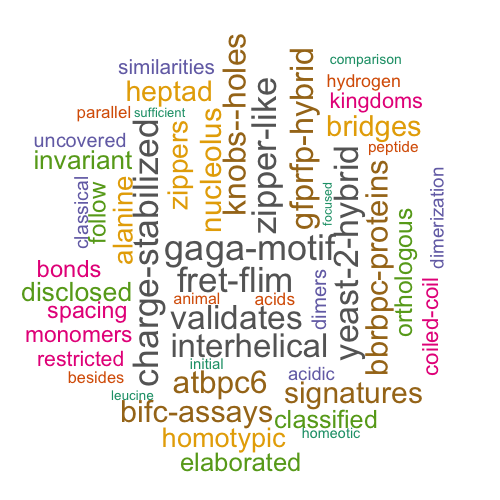 comparison
similarities
hydrogen
heptad
kingdoms
parallel
sufficient
knobs--holes
zipper-like
gfprfp-hybrid
bridges
uncovered
zippers
nucleolus
peptide
invariant
classical
follow
alanine
charge-stabilized
focused
yeast-2-hybrid
bbrbpc-proteins
orthologous
dimerization
gaga-motif
bonds
fret-flim
disclosed
animal
acids
dimers
coiled-coil
spacing
validates
monomers
interhelical
restricted
initial
besides
atbpc6
acidic
leucine
signatures
bifc-assays
classified
homotypic
homeotic
elaborated